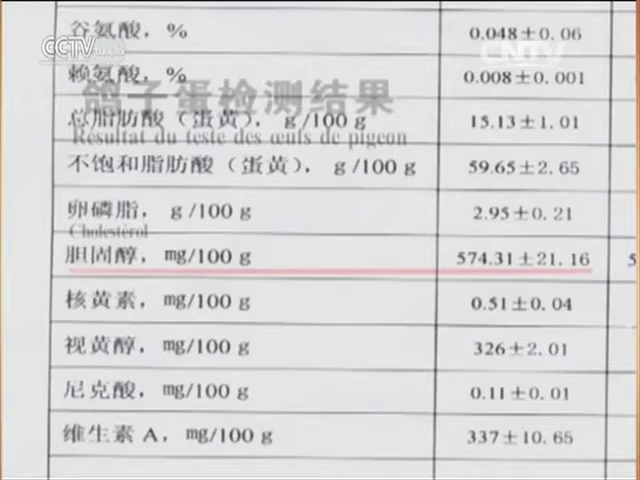 谷氨酸，% 0.048±0.06
CCTV
CNTV
赖氨酸，% 0.008±0.001
鸽子蛋检测结果
总脂肪酸（蛋黄），g/100 g 15.13±1.01
Résultat du teste des œufs de pigeon
不饱和脂肪酸（蛋黄），g/100 g 59.65±2.65
卵磷脂，g/100 g 2.95±0.21
Cholestérol
胆固醇，mg/100 g 574.31±21.16 5
核黄素，mg/100 g 0.51±0.04
视黄醇，mg/100 g 326±2.01
尼克酸，mg/100 g 0.11±0.01
维生素 A，mg/100 g 337±10.65